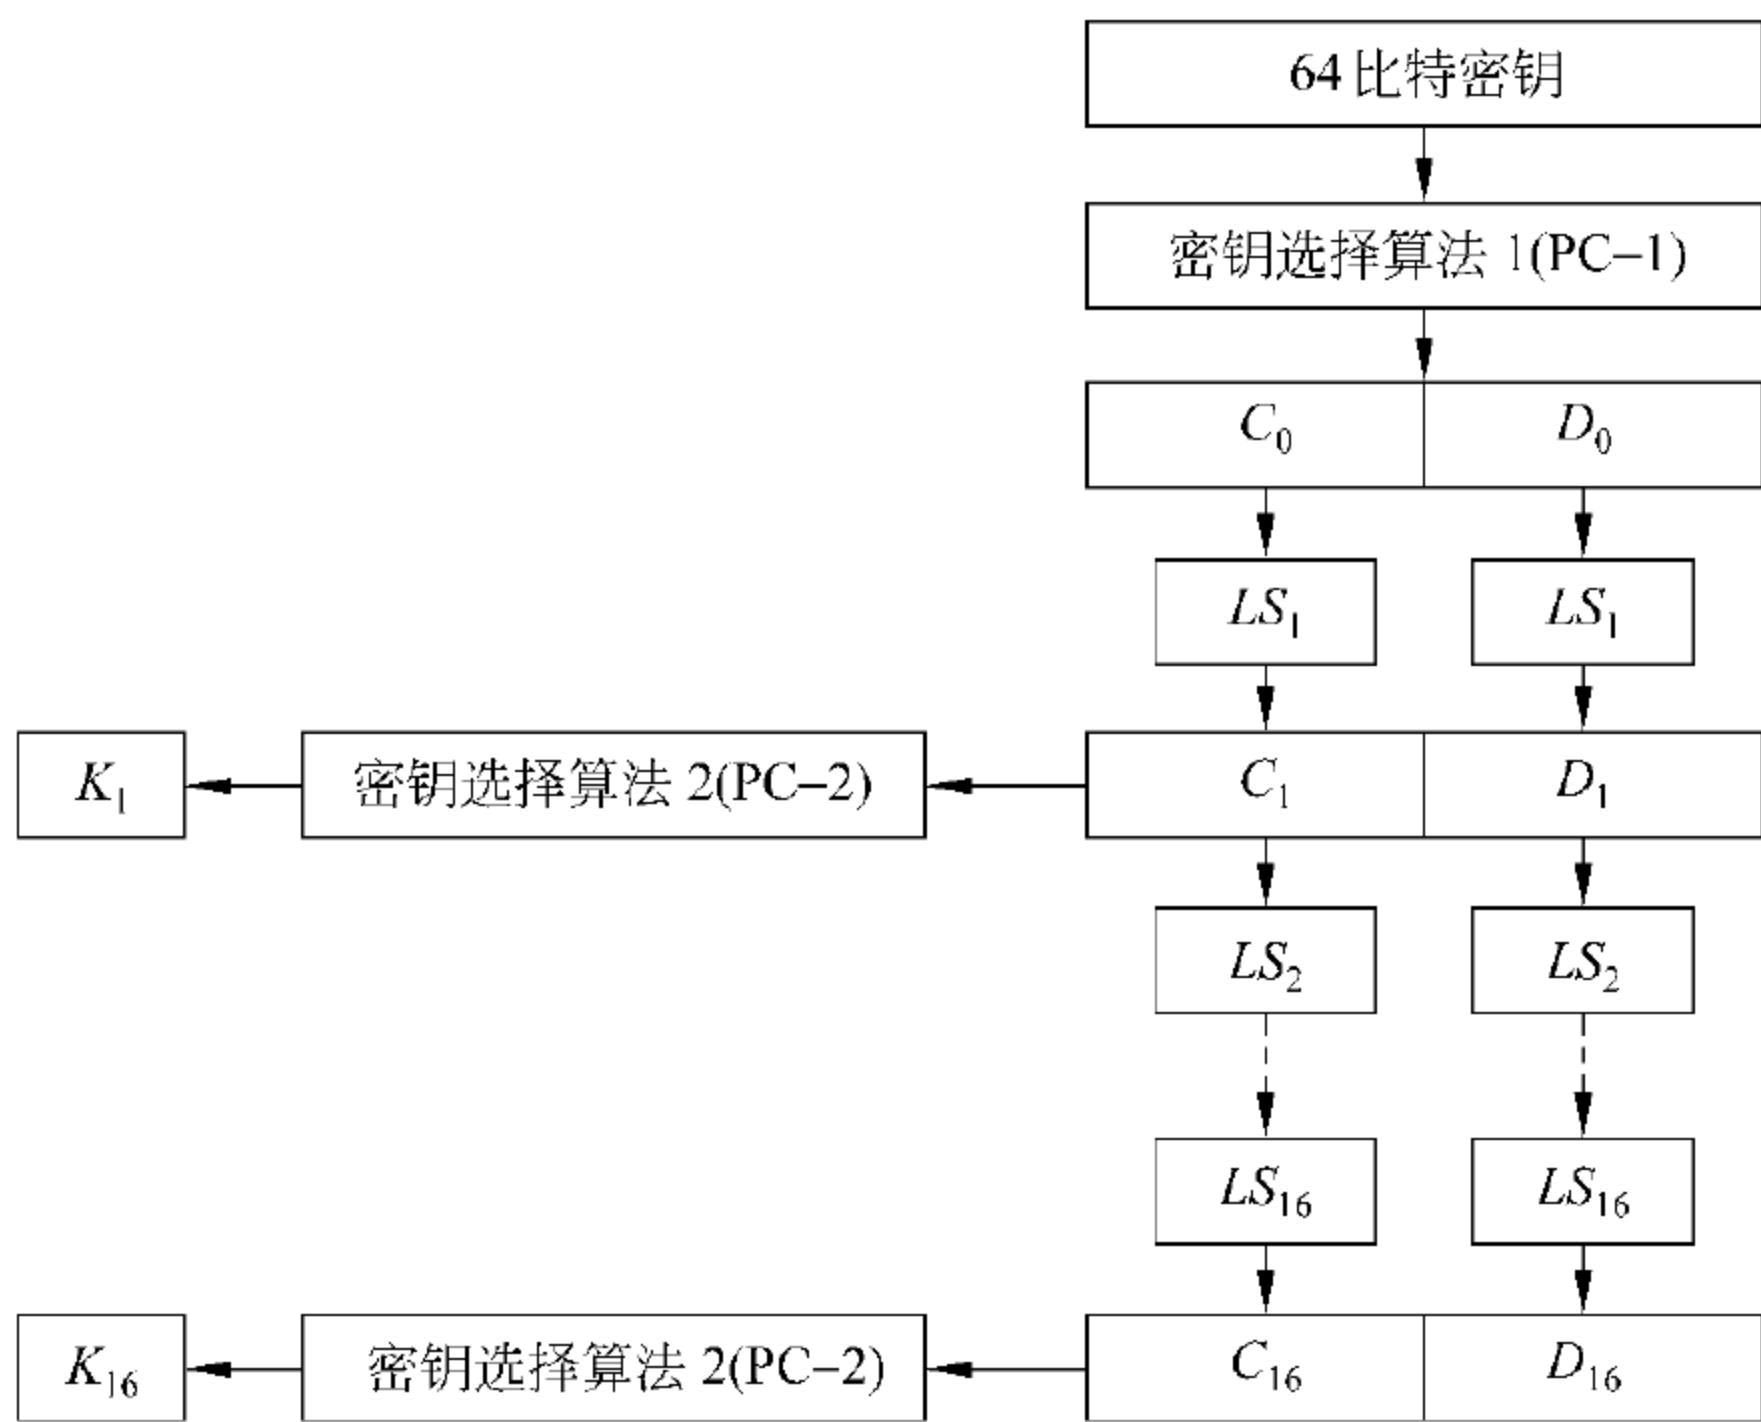 64比特密钥
密钥选择算法 1(PC–1)
C₀ D₀
LS₁ LS₁
K₁ 密钥选择算法 2(PC–2) C₁ D₁
LS₂ LS₂
LS₁₆ LS₁₆
K₁₆ 密钥选择算法 2(PC–2) C₁₆ D₁₆